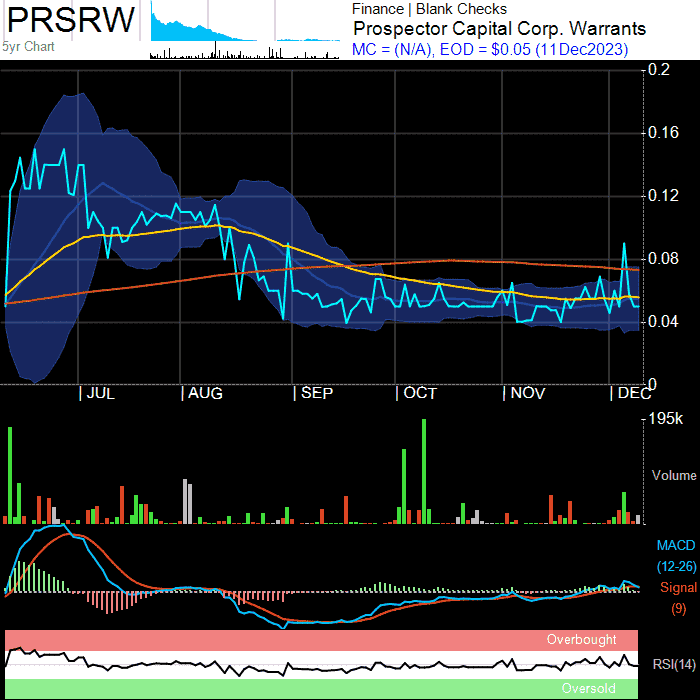 PRSRW
5yr Chart
Finance | Blank Checks
Prospector Capital Corp. Warrants
MC = (N/A), EOD = $0.05 (11Dec2023)
0.2
0.16
0.12
0.08
0.04
0
JUL AUG SEP OCT NOV DEC
195k
Volume
MACD
(12-26)
Signal
(9)
Overbought
RSI(14)
Oversold